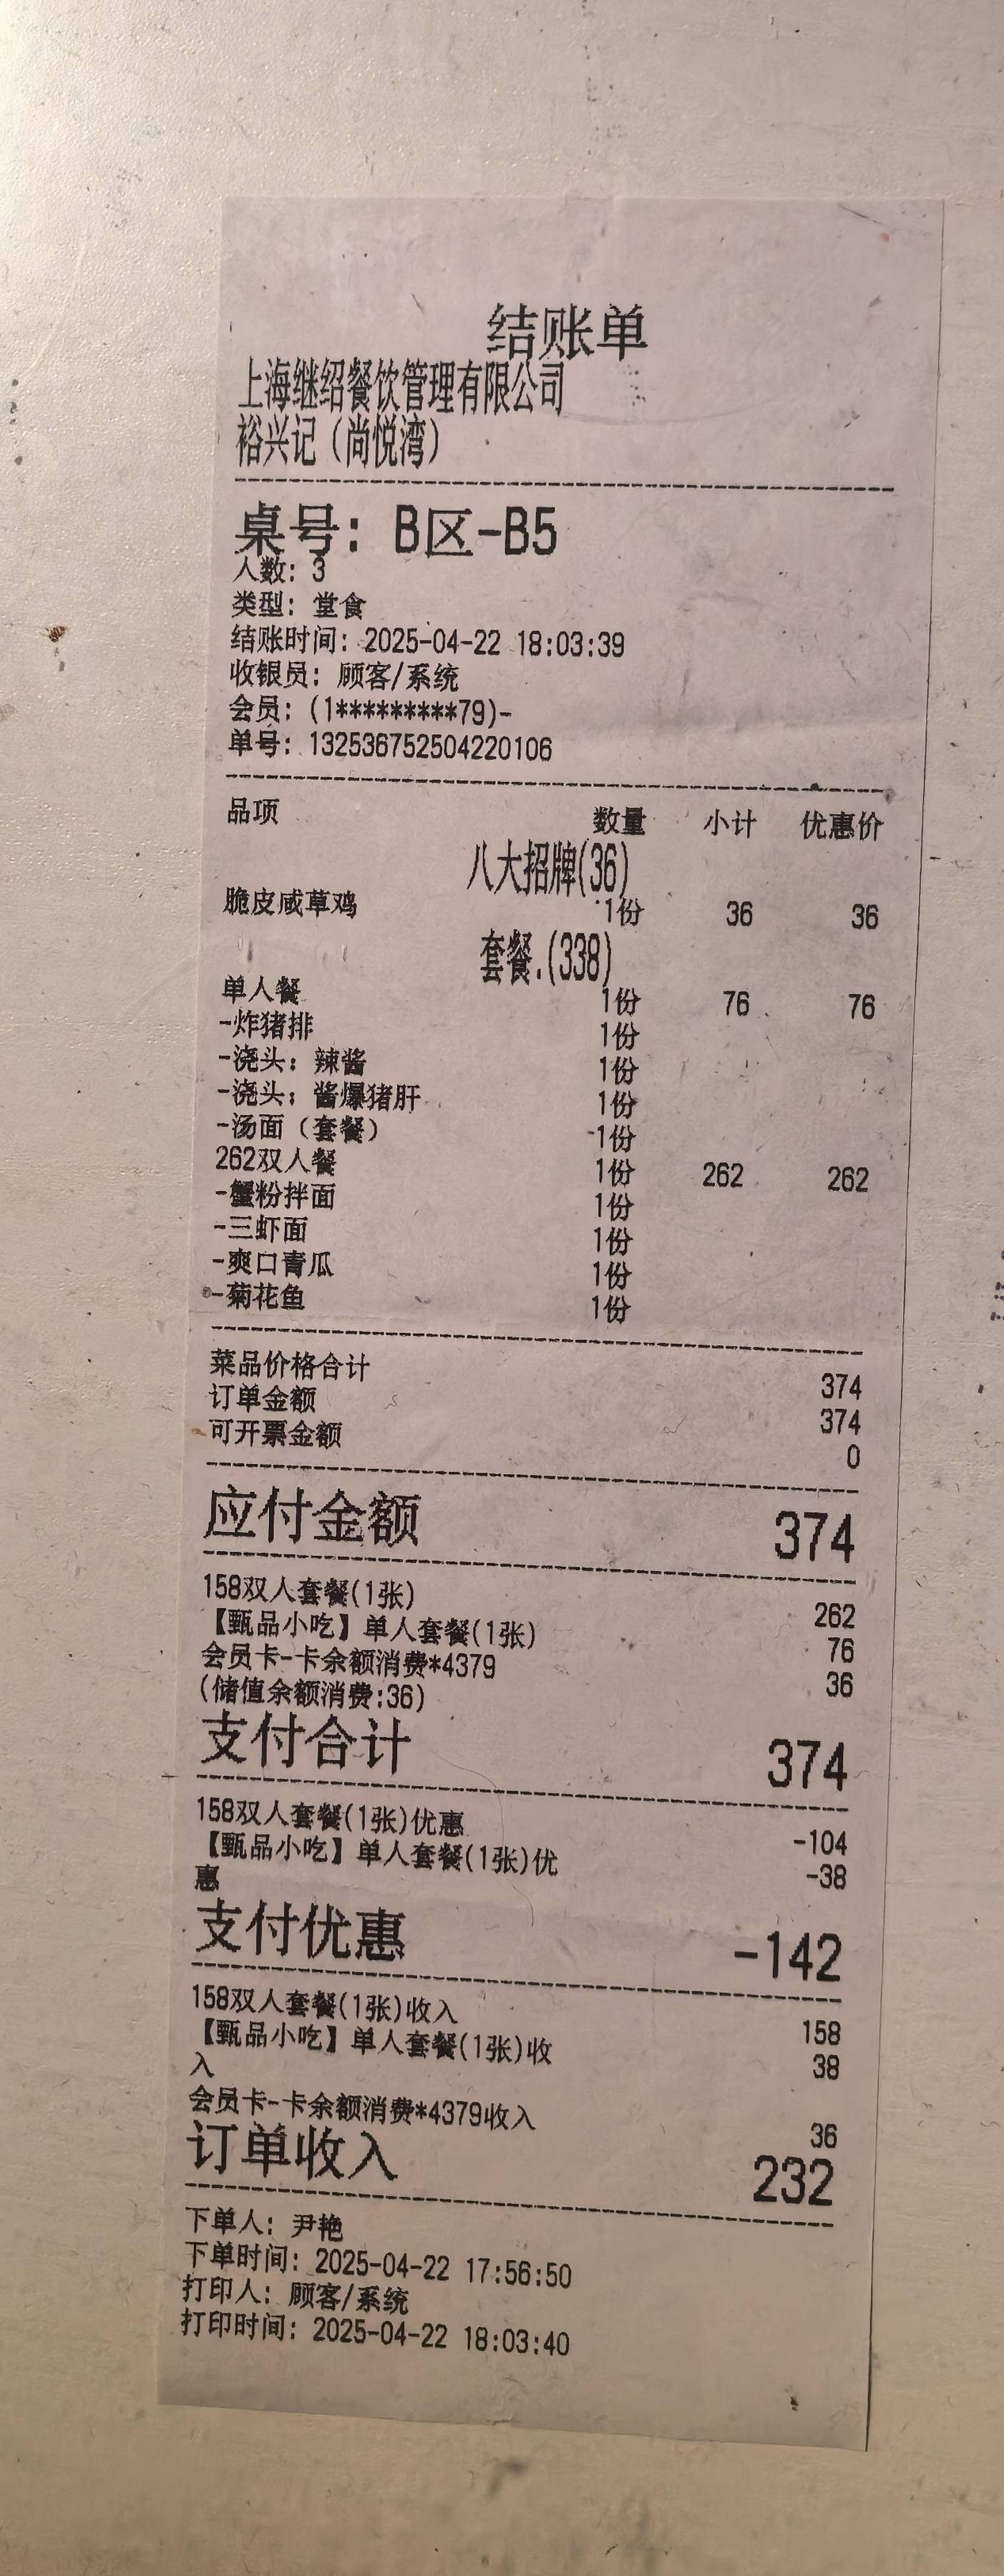 结账单
上海继绍餐饮管理有限公司
裕兴记（尚悦湾）
桌号: B区-B5
人数: 3
类型: 堂食
结账时间: 2025-04-22 18:03:39
收银员: 顾客/系统
会员: (1*********79)-
单号: 132536752504220106
品项 数量 小计 优惠价
八大招牌(36)
脆皮咸草鸡 1份 36 36
套餐.(338)
单人餐 1份 76 76
-炸猪排 1份
-浇头: 辣酱 1份
-浇头: 酱爆猪肝 1份
-汤面（套餐） 1份
262双人餐 1份 262 262
-蟹粉拌面 1份
-三虾面 1份
-爽口青瓜 1份
-菊花鱼 1份
菜品价格合计 374
订单金额 374
可开票金额 0
应付金额 374
158双人套餐(1张) 262
【甄品小吃】单人套餐(1张) 76
会员卡-卡余额消费*4379 36
(储值余额消费:36)
支付合计 374
158双人套餐(1张)优惠 -104
【甄品小吃】单人套餐(1张)优 -38
惠
支付优惠 -142
158双人套餐(1张)收入 158
【甄品小吃】单人套餐(1张)收 38
入
会员卡-卡余额消费*4379收入 36
订单收入 232
下单人: 尹艳
下单时间: 2025-04-22 17:56:50
打印人: 顾客/系统
打印时间: 2025-04-22 18:03:40